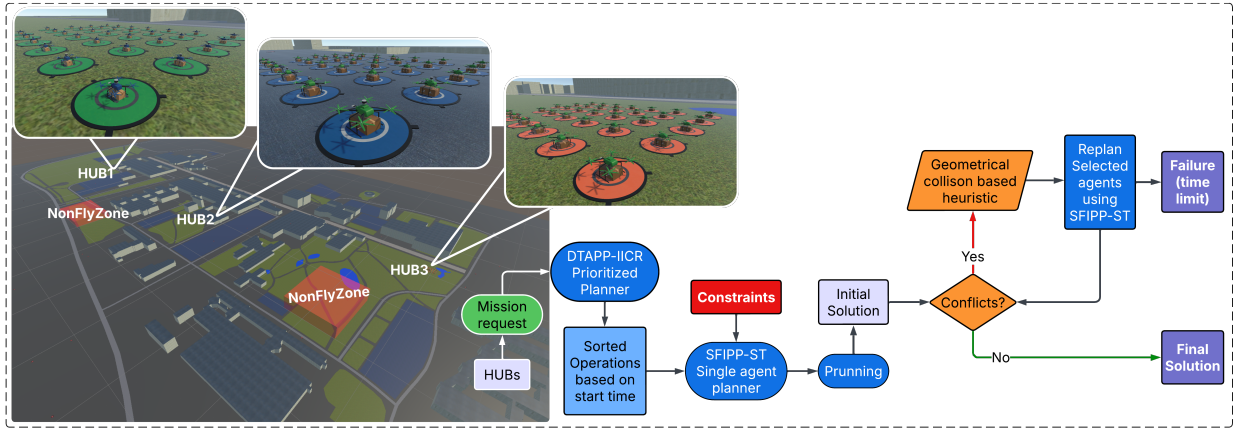 HUB1
NonFlyZone
HUB2
HUB3
NonFlyZone
Mission
request
HUBs
DTAPP-IICR
Prioritized
Planner
Sorted
Operations
based on
start time
Constraints
SFIPP-ST
Single agent
planner
Prunning
Initial
Solution
Conflicts?
Yes
No
Geometrical
collison based
heuristic
Replan
Selected
agents
using
SFIPP-ST
Failure
(time
limit)
Final
Solution